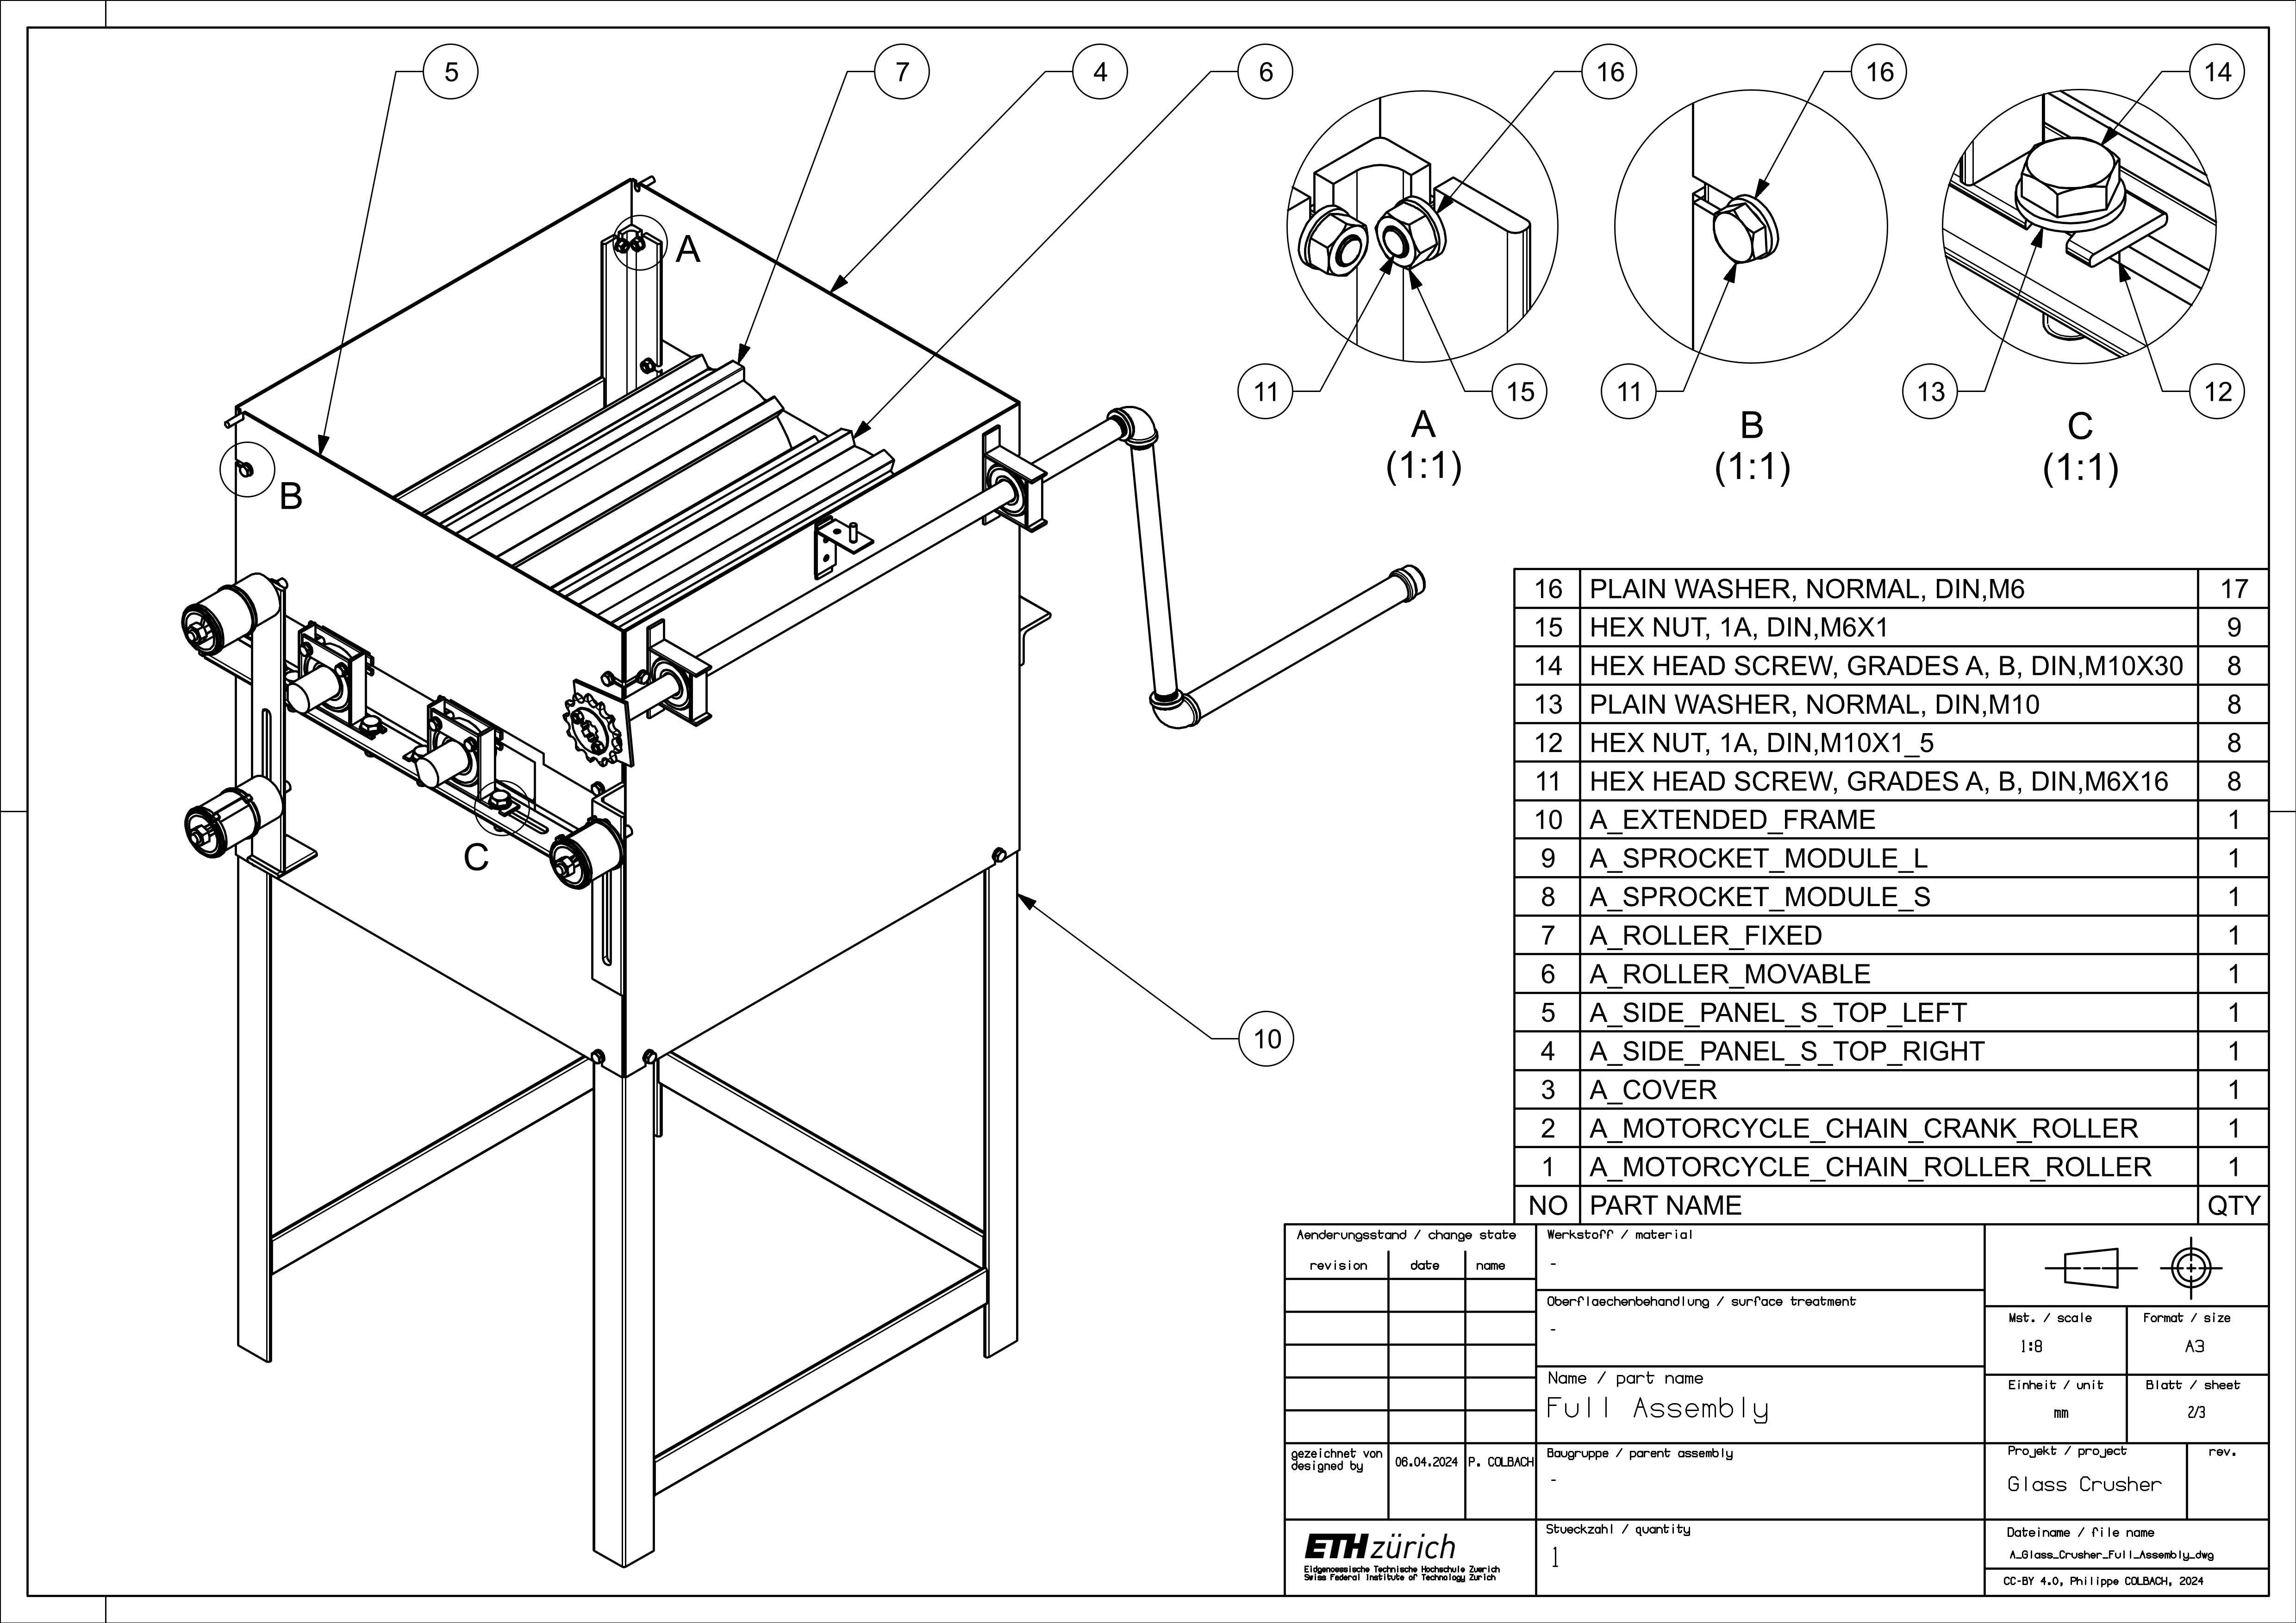 5
7
4
6
16
16
14
A
B
C
11
15
11
13
12
A
(1:1)
B
(1:1)
C
(1:1)
10
16 PLAIN WASHER, NORMAL, DIN,M6 17
15 HEX NUT, 1A, DIN,M6X1 9
14 HEX HEAD SCREW, GRADES A, B, DIN,M10X30 8
13 PLAIN WASHER, NORMAL, DIN,M10 8
12 HEX NUT, 1A, DIN,M10X1_5 8
11 HEX HEAD SCREW, GRADES A, B, DIN,M6X16 8
10 A_EXTENDED_FRAME 1
9 A_SPROCKET_MODULE_L 1
8 A_SPROCKET_MODULE_S 1
7 A_ROLLER_FIXED 1
6 A_ROLLER_MOVABLE 1
5 A_SIDE_PANEL_S_TOP_LEFT 1
4 A_SIDE_PANEL_S_TOP_RIGHT 1
3 A_COVER 1
2 A_MOTORCYCLE_CHAIN_CRANK_ROLLER 1
1 A_MOTORCYCLE_CHAIN_ROLLER_ROLLER 1
NO PART NAME QTY
Aenderungsstand / change state
revision date name
gezeichnet von
designed by
06.04.2024 P. COLBACH
ETH zürich
Eidgenoessische Technische Hochschule Zuerich
Swiss Federal Institute of Technology Zurich
Werkstoff / material
-
Oberflaechenbehandlung / surface treatment
-
Name / part name
Full Assembly
Baugruppe / parent assembly
-
Stueckzahl / quantity
1
Mst. / scale
1:8
Format / size
A3
Einheit / unit
mm
Blatt / sheet
2/3
Projekt / project
Glass Crusher
rev.
Dateiname / file name
A_Glass_Crusher_Full_Assembly_dwg
CC-BY 4.0, Philippe COLBACH, 2024